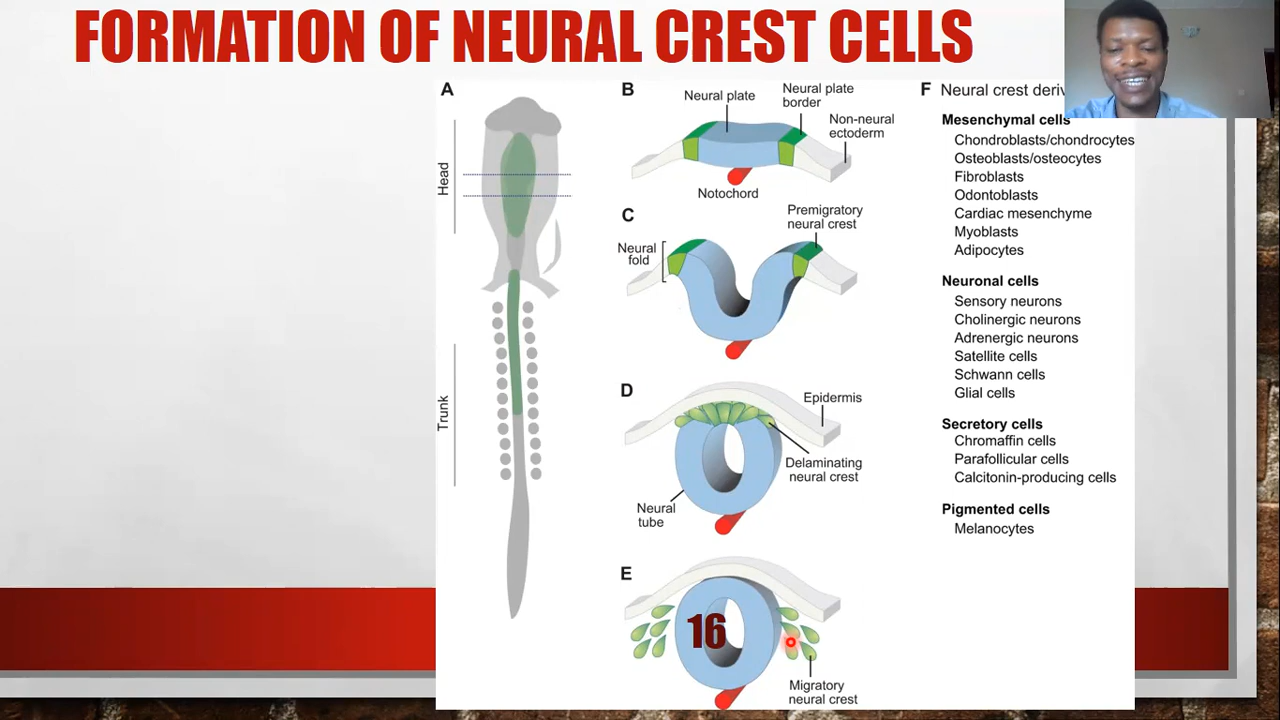 FORMATION OF NEURAL CREST CELLS
A
Head
Trunk
B
Neural plate
Neural plate
border
Non-neural
ectoderm
Notochord
C
Premigratory
neural crest
Neural
fold
D
Epidermis
Delaminating
neural crest
Neural
tube
E
16
Migratory
neural crest
F Neural crest
Mesenchymal cells
Chondroblasts/chondrocytes
Osteoblasts/osteocytes
Fibroblasts
Odontoblasts
Cardiac mesenchyme
Myoblasts
Adipocytes
Neuronal cells
Sensory neurons
Cholinergic neurons
Adrenergic neurons
Satellite cells
Schwann cells
Glial cells
Secretory cells
Chromaffin cells
Parafollicular cells
Calcitonin-producing cells
Pigmented cells
Melanocytes